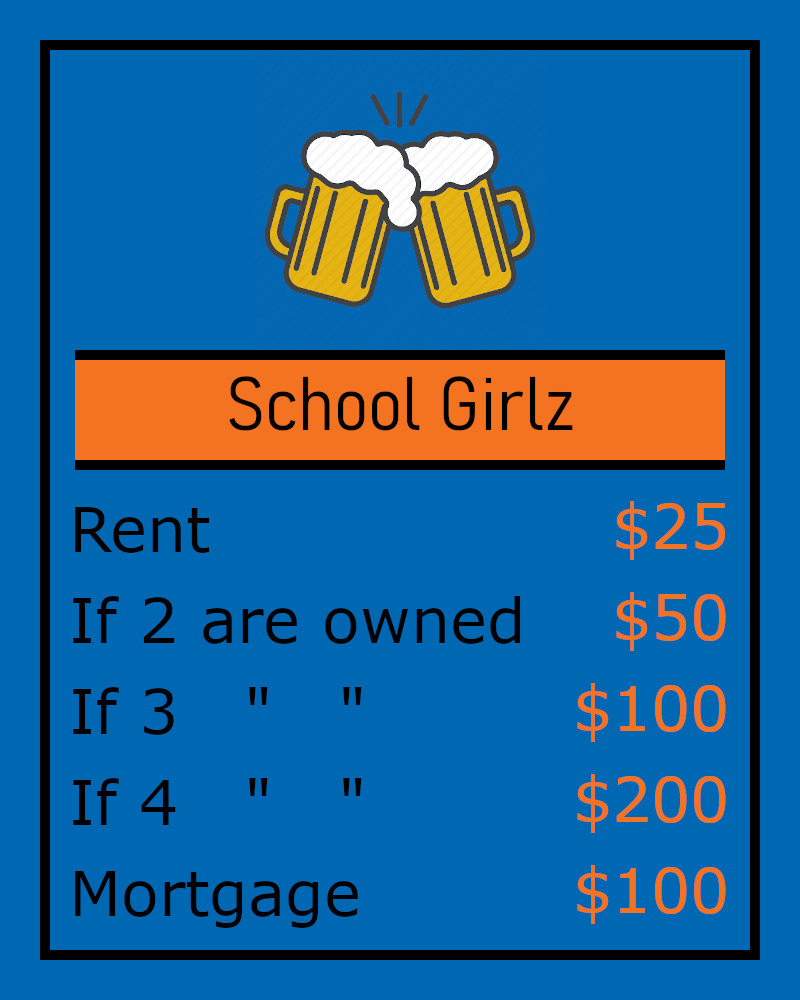 School Girlz
Rent $25
If 2 are owned $50
If 3 " " $100
If 4 " " $200
Mortgage $100